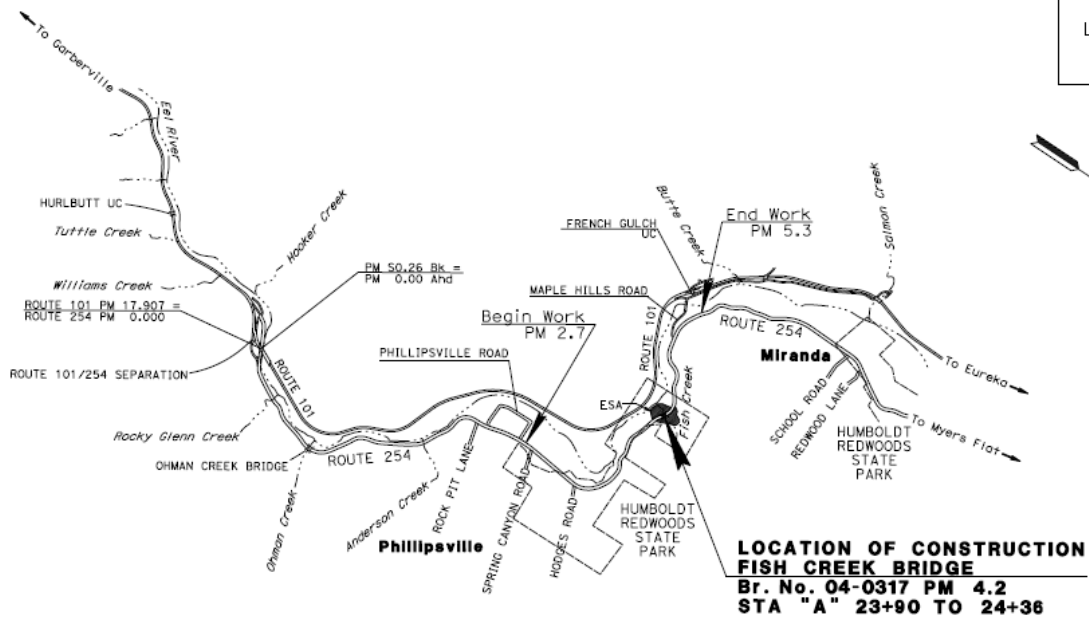 L
To Garberville
Eel River
HURLBUTT UC
Tuttle Creek
Hooker Creek
Williams Creek
PM S0.26 Bk =
PM 0.00 Ahd
ROUTE 101 PM 17.907 =
ROUTE 254 PM 0.000
ROUTE 101/254 SEPARATION
ROUTE 101
Rocky Glenn Creek
OHMAN CREEK BRIDGE
ROUTE 254
Ohman Creek
Anderson Creek
ROCK PIT LANE
Phillipsville
PHILLIPSVILLE ROAD
Begin Work
PM 2.7
SPRING CANYON ROAD
HODGES ROAD
HUMBOLDT
REDWOODS
STATE
PARK
ESA
Fish Creek
ROUTE 101
MAPLE HILLS ROAD
FRENCH GULCH
UC
Butte Creek
End Work
PM 5.3
Salmon Creek
ROUTE 254
Miranda
To Eureka
SCHOOL ROAD
REDWOOD LANE
To Myers Flat
HUMBOLDT
REDWOODS
STATE
PARK
LOCATION OF CONSTRUCTION
FISH CREEK BRIDGE
Br. No. 04-0317 PM 4.2
STA "A" 23+90 TO 24+36